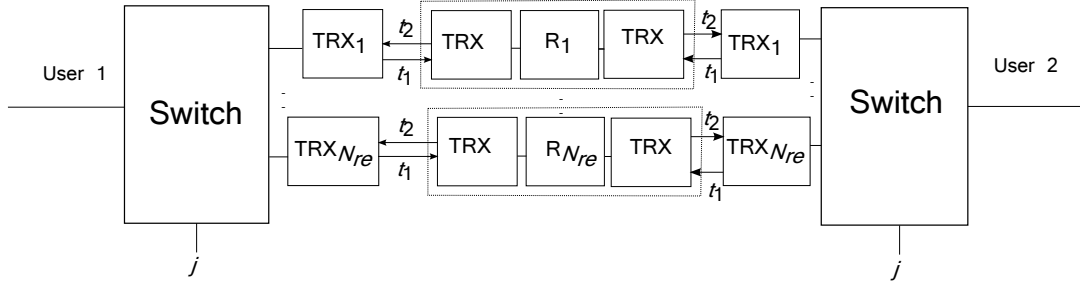 User 1
Switch
j
TRX1
t2
t1
TRX
R1
TRX
t2
t1
TRX1
TRXNre
t2
t1
TRX
RNre
TRX
t2
t1
TRXNre
Switch
j
User 2